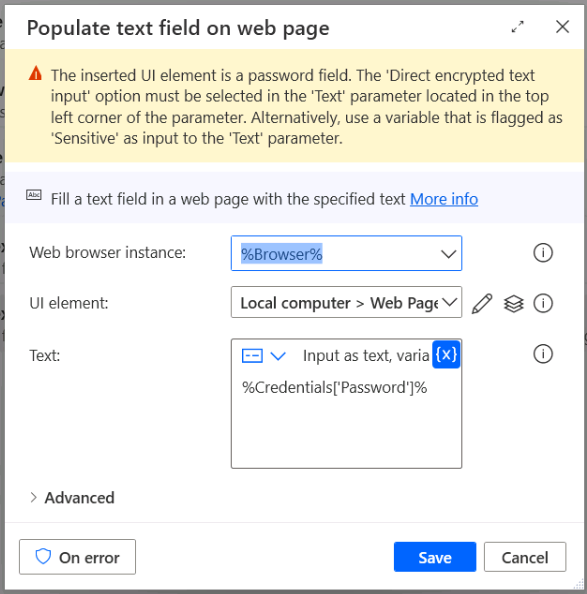 Populate text field on web page
The inserted UI element is a password field. The 'Direct encrypted text
input' option must be selected in the 'Text' parameter located in the top
left corner of the parameter. Alternatively, use a variable that is flagged as
'Sensitive' as input to the 'Text' parameter.
Abc Fill a text field in a web page with the specified text More info
Web browser instance: %Browser%
UI element: Local computer > Web Page
Text: Input as text, varia {x}
%Credentials['Password']%
Advanced
On error Save Cancel